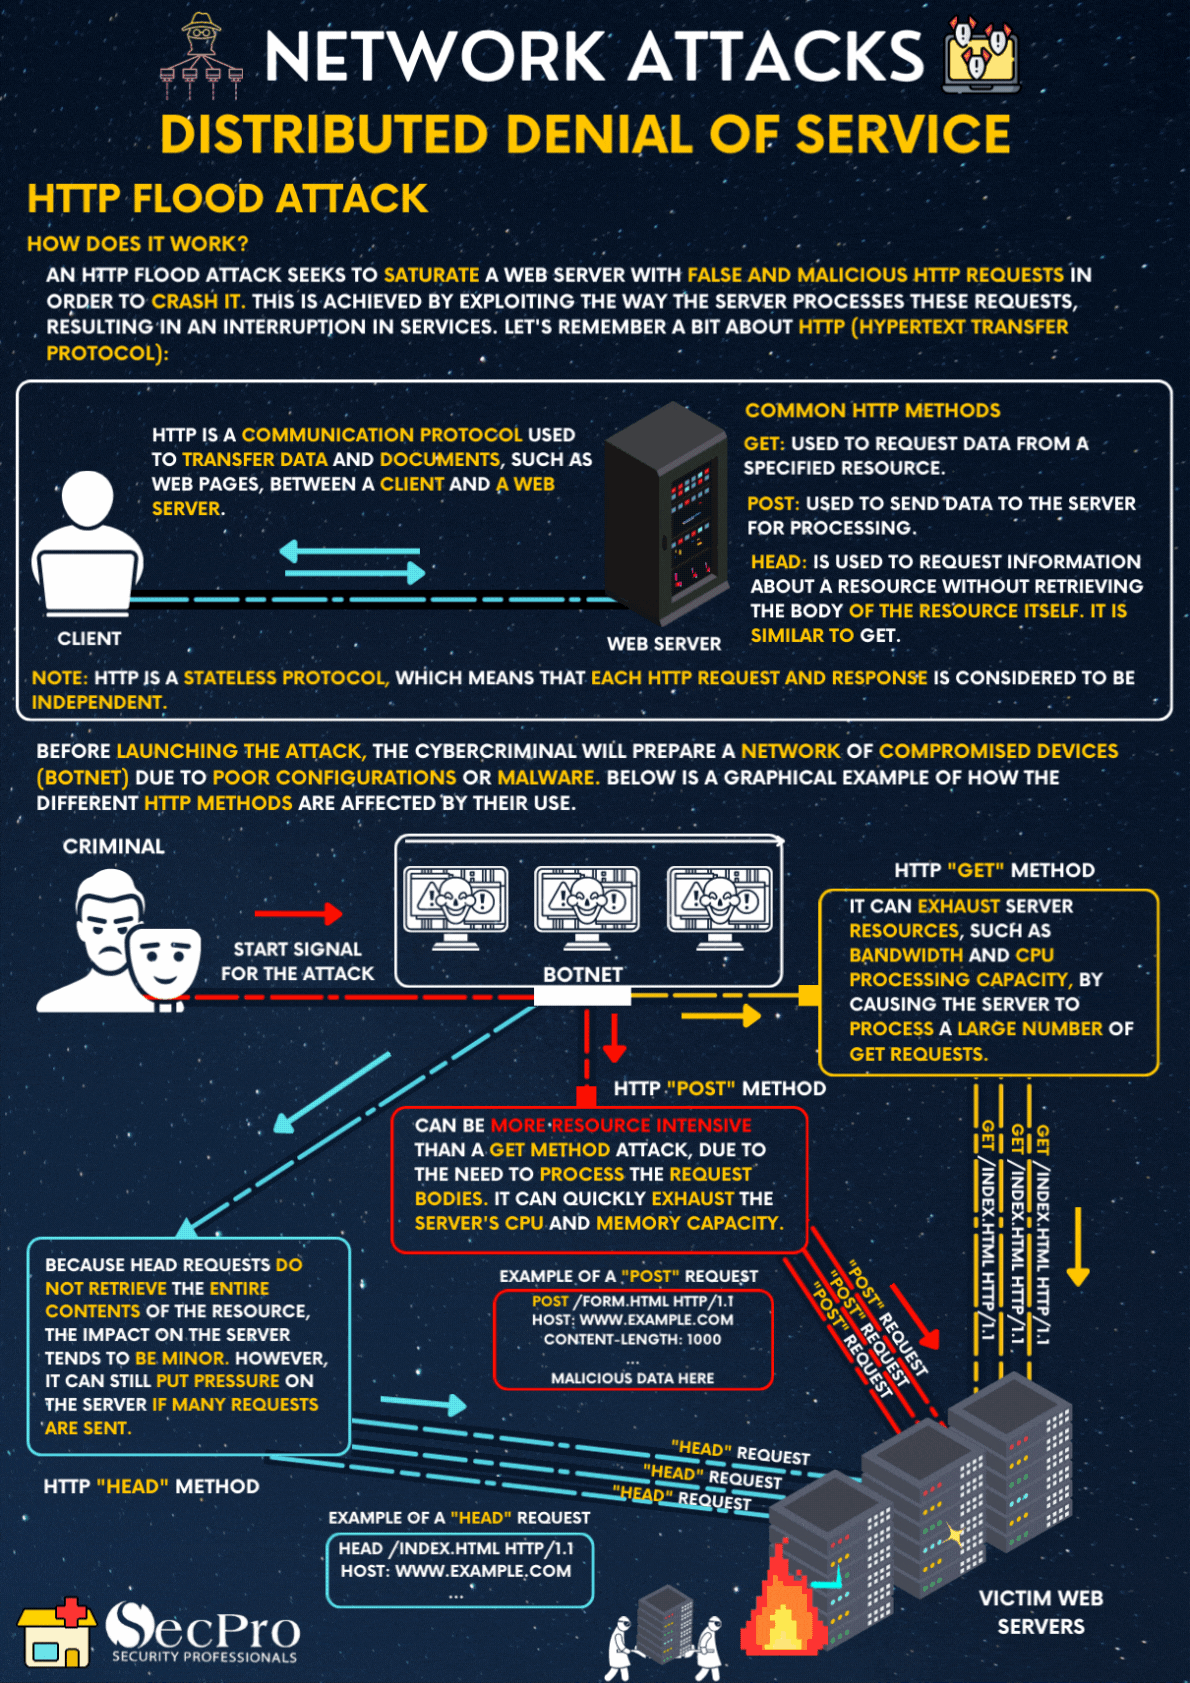 NETWORK ATTACKS
DISTRIBUTED DENIAL OF SERVICE
HTTP FLOOD ATTACK
HOW DOES IT WORK?
AN HTTP FLOOD ATTACK SEEKS TO SATURATE A WEB SERVER WITH FALSE AND MALICIOUS HTTP REQUESTS IN
ORDER TO CRASH IT. THIS IS ACHIEVED BY EXPLOITING THE WAY THE SERVER PROCESSES THESE REQUESTS,
RESULTING IN AN INTERRUPTION IN SERVICES. LET'S REMEMBER A BIT ABOUT HTTP (HYPERTEXT TRANSFER
PROTOCOL):
HTTP IS A COMMUNICATION PROTOCOL USED
TO TRANSFER DATA AND DOCUMENTS, SUCH AS
WEB PAGES, BETWEEN A CLIENT AND A WEB
SERVER.
CLIENT
WEB SERVER
COMMON HTTP METHODS
GET: USED TO REQUEST DATA FROM A
SPECIFIED RESOURCE.
POST: USED TO SEND DATA TO THE SERVER
FOR PROCESSING.
HEAD: IS USED TO REQUEST INFORMATION
ABOUT A RESOURCE WITHOUT RETRIEVING
THE BODY OF THE RESOURCE ITSELF. IT IS
SIMILAR TO GET.
NOTE: HTTP IS A STATELESS PROTOCOL, WHICH MEANS THAT EACH HTTP REQUEST AND RESPONSE IS CONSIDERED TO BE
INDEPENDENT.
BEFORE LAUNCHING THE ATTACK, THE CYBERCRIMINAL WILL PREPARE A NETWORK OF COMPROMISED DEVICES
(BOTNET) DUE TO POOR CONFIGURATIONS OR MALWARE. BELOW IS A GRAPHICAL EXAMPLE OF HOW THE
DIFFERENT HTTP METHODS ARE AFFECTED BY THEIR USE.
CRIMINAL
START SIGNAL
FOR THE ATTACK
BOTNET
HTTP "GET" METHOD
IT CAN EXHAUST SERVER
RESOURCES, SUCH AS
BANDWIDTH AND CPU
PROCESSING CAPACITY, BY
CAUSING THE SERVER TO
PROCESS A LARGE NUMBER OF
GET REQUESTS.
HTTP "POST" METHOD
CAN BE MORE RESOURCE INTENSIVE
THAN A GET METHOD ATTACK, DUE TO
THE NEED TO PROCESS THE REQUEST
BODIES. IT CAN QUICKLY EXHAUST THE
SERVER'S CPU AND MEMORY CAPACITY.
GET /INDEX.HTML HTTP/1.1
GET /INDEX.HTML HTTP/1.1
GET /INDEX.HTML HTTP/1.1
BECAUSE HEAD REQUESTS DO
NOT RETRIEVE THE ENTIRE
CONTENTS OF THE RESOURCE,
THE IMPACT ON THE SERVER
TENDS TO BE MINOR. HOWEVER,
IT CAN STILL PUT PRESSURE ON
THE SERVER IF MANY REQUESTS
ARE SENT.
HTTP "HEAD" METHOD
EXAMPLE OF A "POST" REQUEST
POST /FORM.HTML HTTP/1.1
HOST: WWW.EXAMPLE.COM
CONTENT-LENGTH: 1000
...
MALICIOUS DATA HERE
"POST" REQUEST
"POST" REQUEST
"POST" REQUEST
"HEAD" REQUEST
"HEAD" REQUEST
"HEAD" REQUEST
EXAMPLE OF A "HEAD" REQUEST
HEAD /INDEX.HTML HTTP/1.1
HOST: WWW.EXAMPLE.COM
...
VICTIM WEB
SERVERS
SecPro
SECURITY PROFESSIONALS